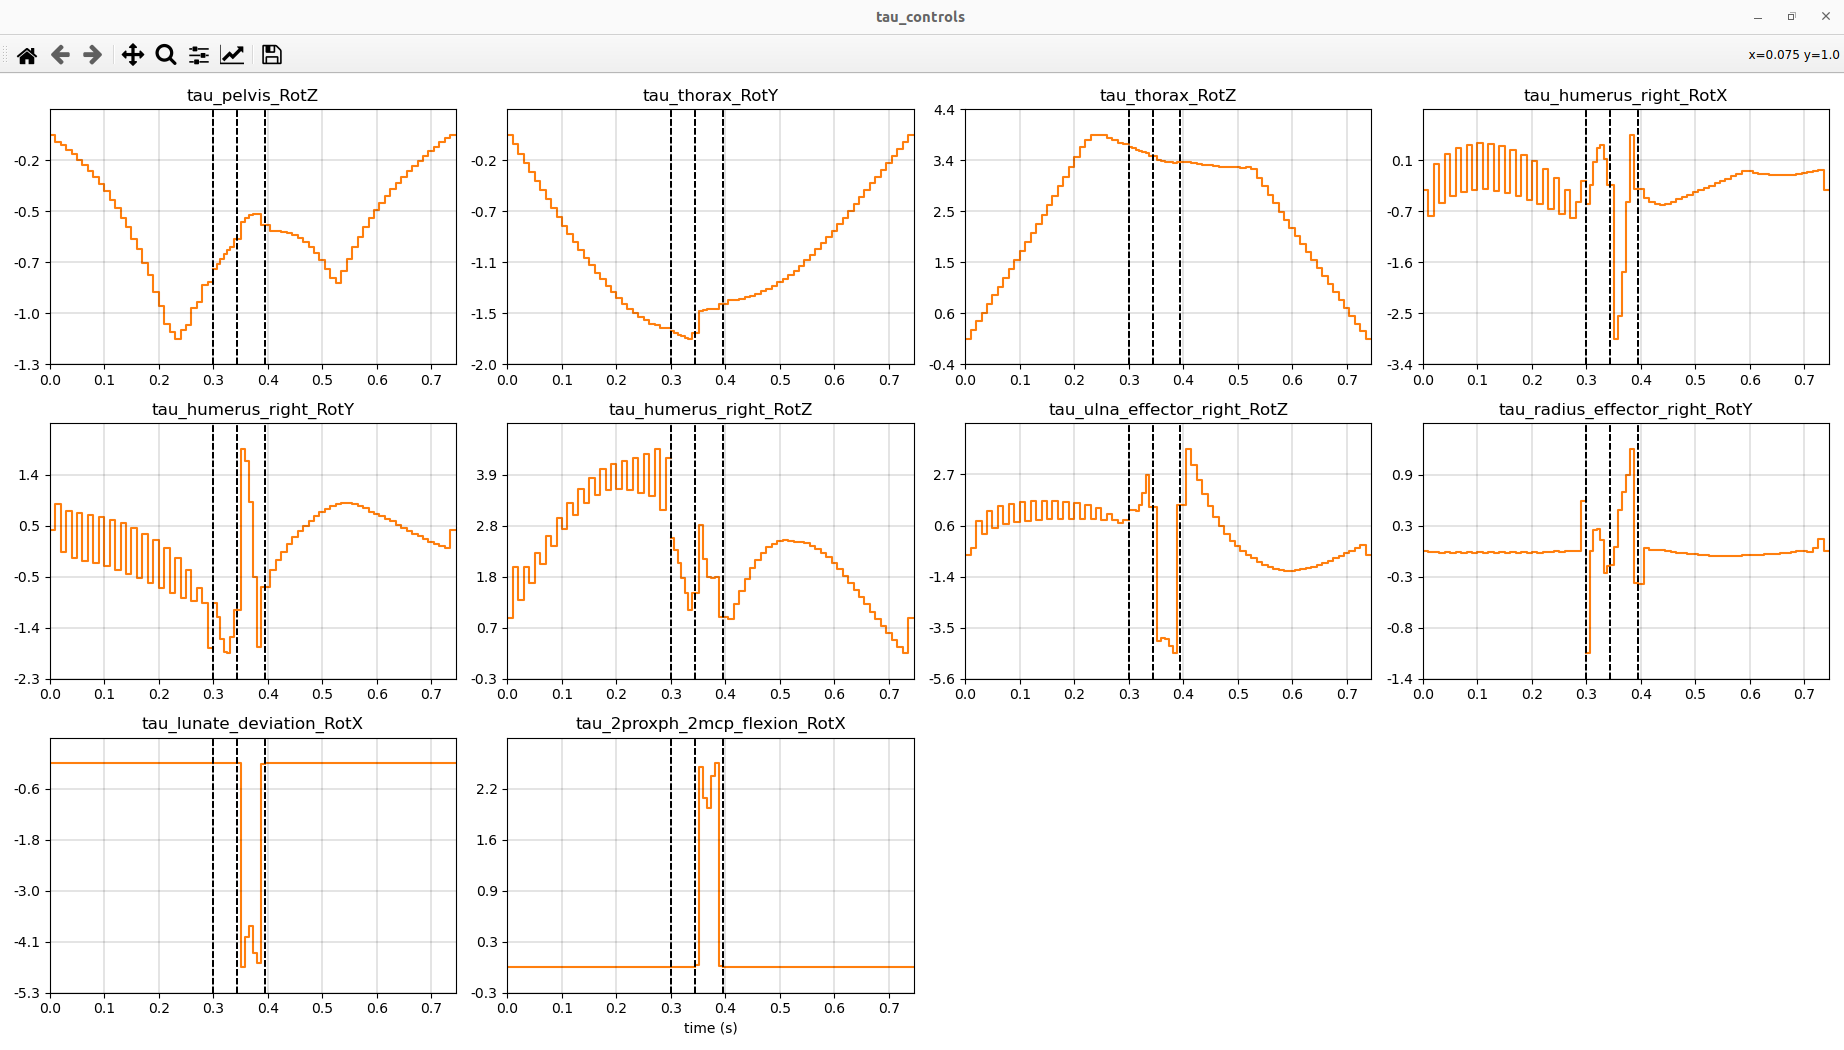 tau_controls
x=0.075 y=1.0
tau_pelvis_RotZ
-0.2
-0.5
-0.7
-1.0
-1.3
0.0 0.1 0.2 0.3 0.4 0.5 0.6 0.7
tau_thorax_RotY
-0.2
-0.7
-1.1
-1.5
-2.0
0.0 0.1 0.2 0.3 0.4 0.5 0.6 0.7
tau_thorax_RotZ
4.4
3.4
2.5
1.5
0.6
-0.4
0.0 0.1 0.2 0.3 0.4 0.5 0.6 0.7
tau_humerus_right_RotX
0.1
-0.7
-1.6
-2.5
-3.4
0.0 0.1 0.2 0.3 0.4 0.5 0.6 0.7
tau_humerus_right_RotY
1.4
0.5
-0.5
-1.4
-2.3
0.0 0.1 0.2 0.3 0.4 0.5 0.6 0.7
tau_humerus_right_RotZ
3.9
2.8
1.8
0.7
-0.3
0.0 0.1 0.2 0.3 0.4 0.5 0.6 0.7
tau_ulna_effector_right_RotZ
2.7
0.6
-1.4
-3.5
-5.6
0.0 0.1 0.2 0.3 0.4 0.5 0.6 0.7
tau_radius_effector_right_RotY
0.9
0.3
-0.3
-0.8
-1.4
0.0 0.1 0.2 0.3 0.4 0.5 0.6 0.7
tau_lunate_deviation_RotX
-0.6
-1.8
-3.0
-4.1
-5.3
0.0 0.1 0.2 0.3 0.4 0.5 0.6 0.7
tau_2proxph_2mcp_flexion_RotX
2.2
1.6
0.9
0.3
-0.3
0.0 0.1 0.2 0.3 0.4 0.5 0.6 0.7
time (s)